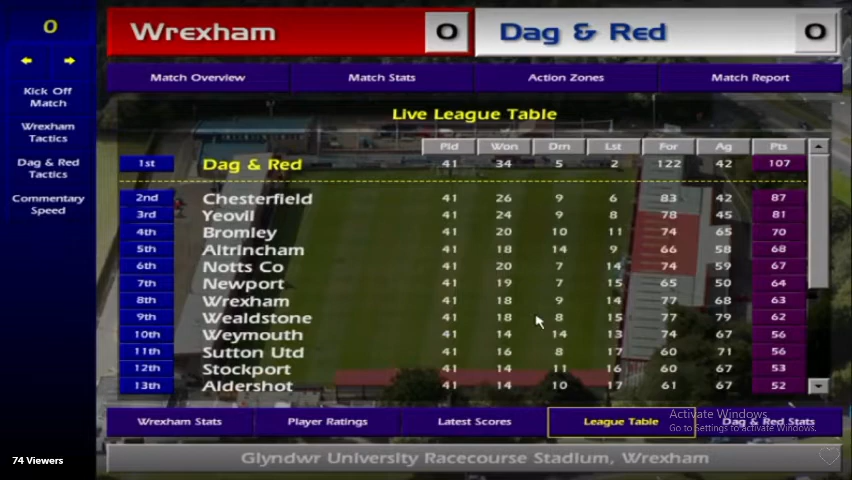 0
Wrexham 0 Dag & Red 0
Match Overview Match Stats Action Zones Match Report
Kick Off
Match
Wrexham
Tactics
Dag & Red
Tactics
Commentary
Speed
Live League Table
Pld Won Drn Lst For Ag Pts
1st Dag & Red 41 34 5 2 122 42 107
2nd Chesterfield 41 26 9 6 83 42 87
3rd Yeovil 41 24 9 8 78 45 81
4th Bromley 41 20 10 11 74 65 70
5th Altrincham 41 18 14 9 66 58 68
6th Notts Co 41 20 7 14 74 59 67
7th Newport 41 19 7 15 65 50 64
8th Wrexham 41 18 9 14 77 68 63
9th Wealdstone 41 18 8 15 77 79 62
10th Weymouth 41 14 14 13 74 67 56
11th Sutton Utd 41 16 8 17 60 71 56
12th Stockport 41 14 11 16 60 67 53
13th Aldershot 41 14 10 17 61 67 52
Wrexham Stats Player Ratings Latest Scores League Table Dag & Red Stats
Activate Windows
Go to Settings to activate Windows.
74 Viewers
Glyndwr University Racecourse Stadium, Wrexham